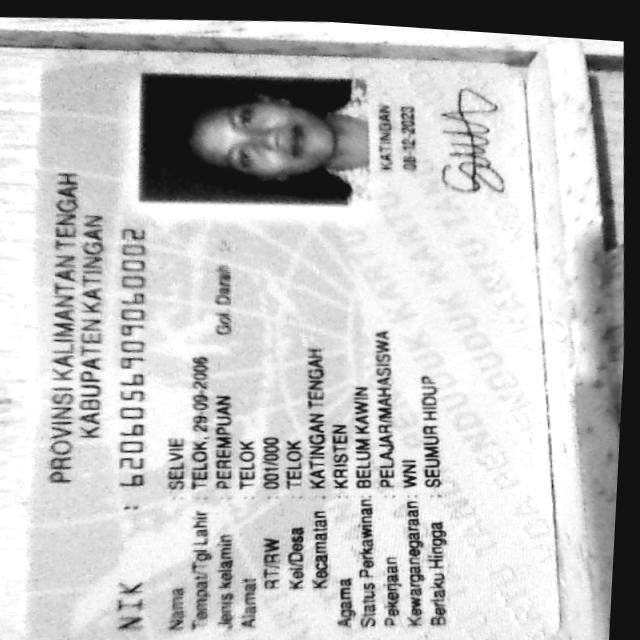 PROVINSI KALIMANTAN TENGAH
KABUPATEN KATINGAN
NIK : 6206056909060002
Nama : SELVIE
Tempat/Tgl Lahir : TELOK, 29-09-2006
Jenis kelamin : PEREMPUAN Gol. Darah : -
Alamat : TELOK
RT/RW : 001/000
Kel/Desa : TELOK
Kecamatan : KATINGAN TENGAH
Agama : KRISTEN
Status Perkawinan: BELUM KAWIN
Pekerjaan : PELAJAR/MAHASISWA
Kewarganegaraan: WNI
Berlaku Hingga : SEUMUR HIDUP
KATINGAN
08-12-2023